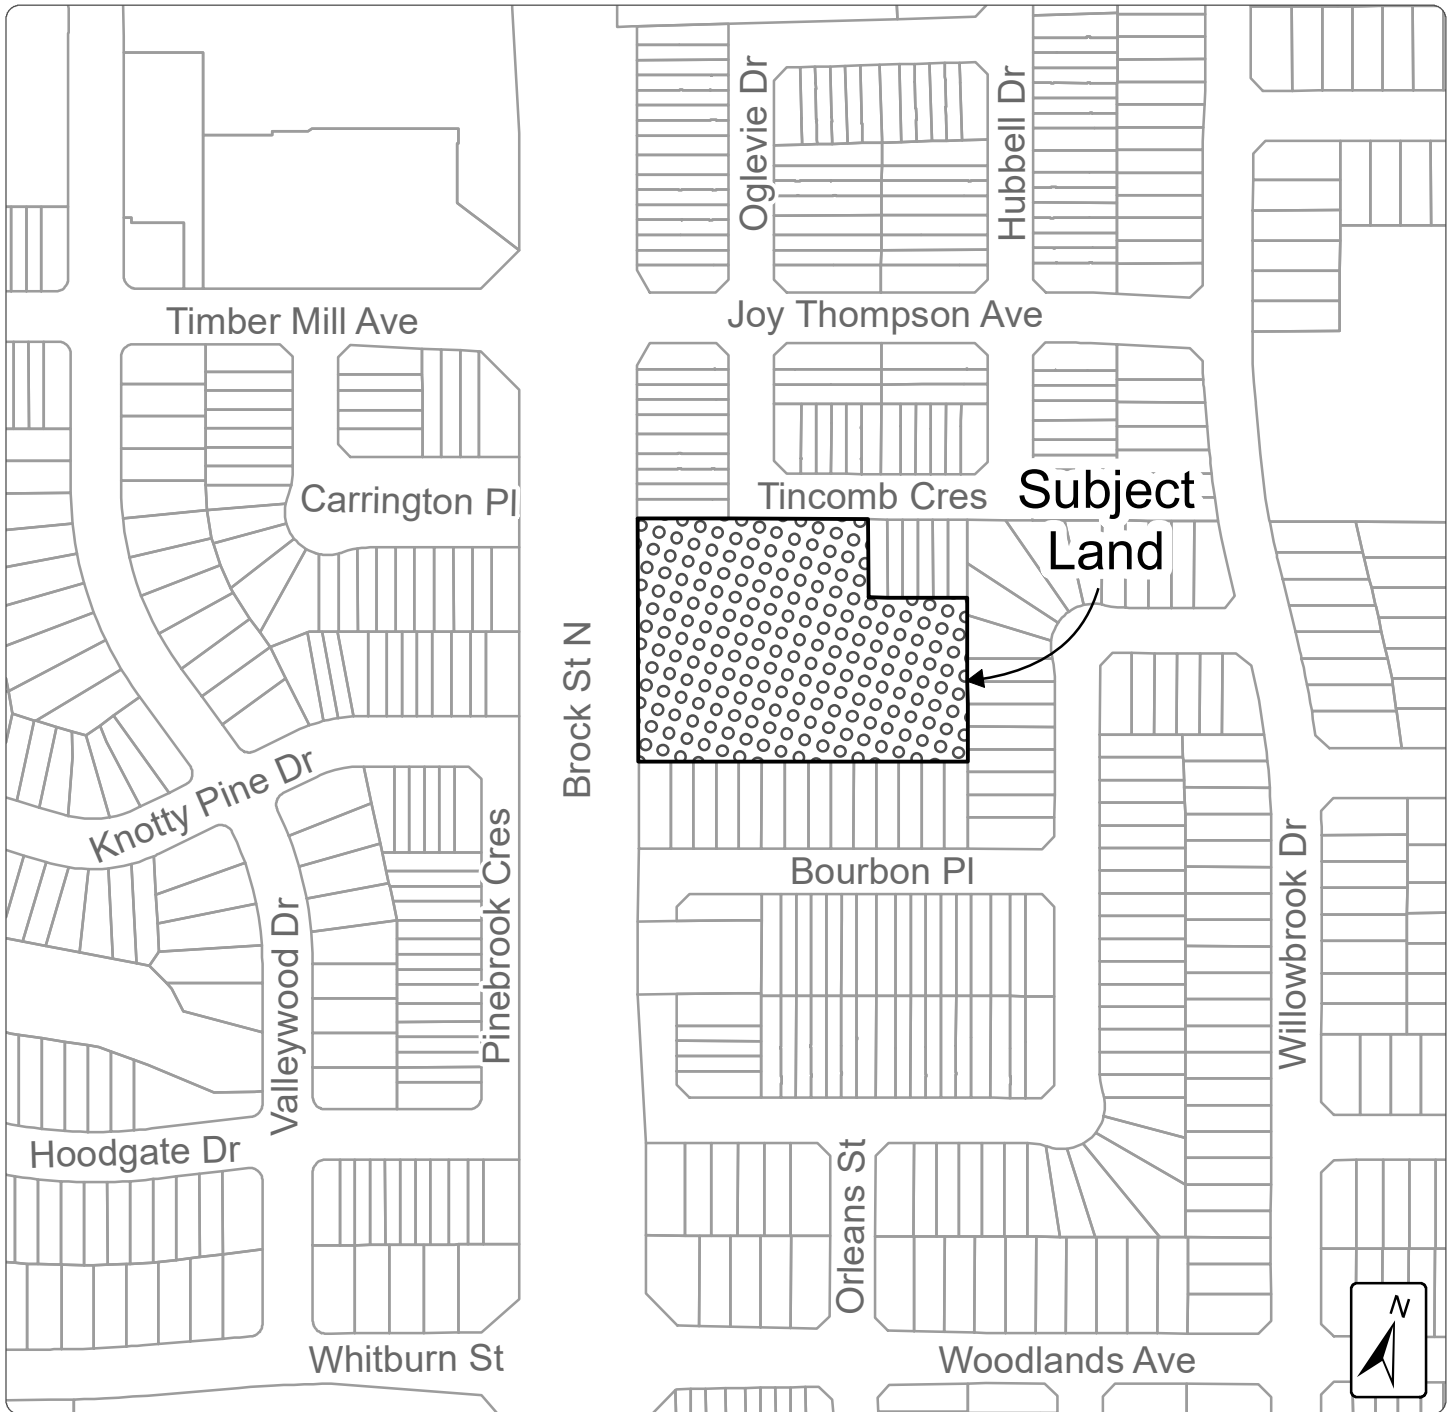 Oglevie Dr
Hubbell Dr
Timber Mill Ave
Joy Thompson Ave
Carrington Pl
Tincomb Cres
Subject
Land
Brock St N
Knotty Pine Dr
Pinebrook Cres
Bourbon Pl
Valleywood Dr
Willowbrook Dr
Hoodgate Dr
Orleans St
Whitburn St
Woodlands Ave
N